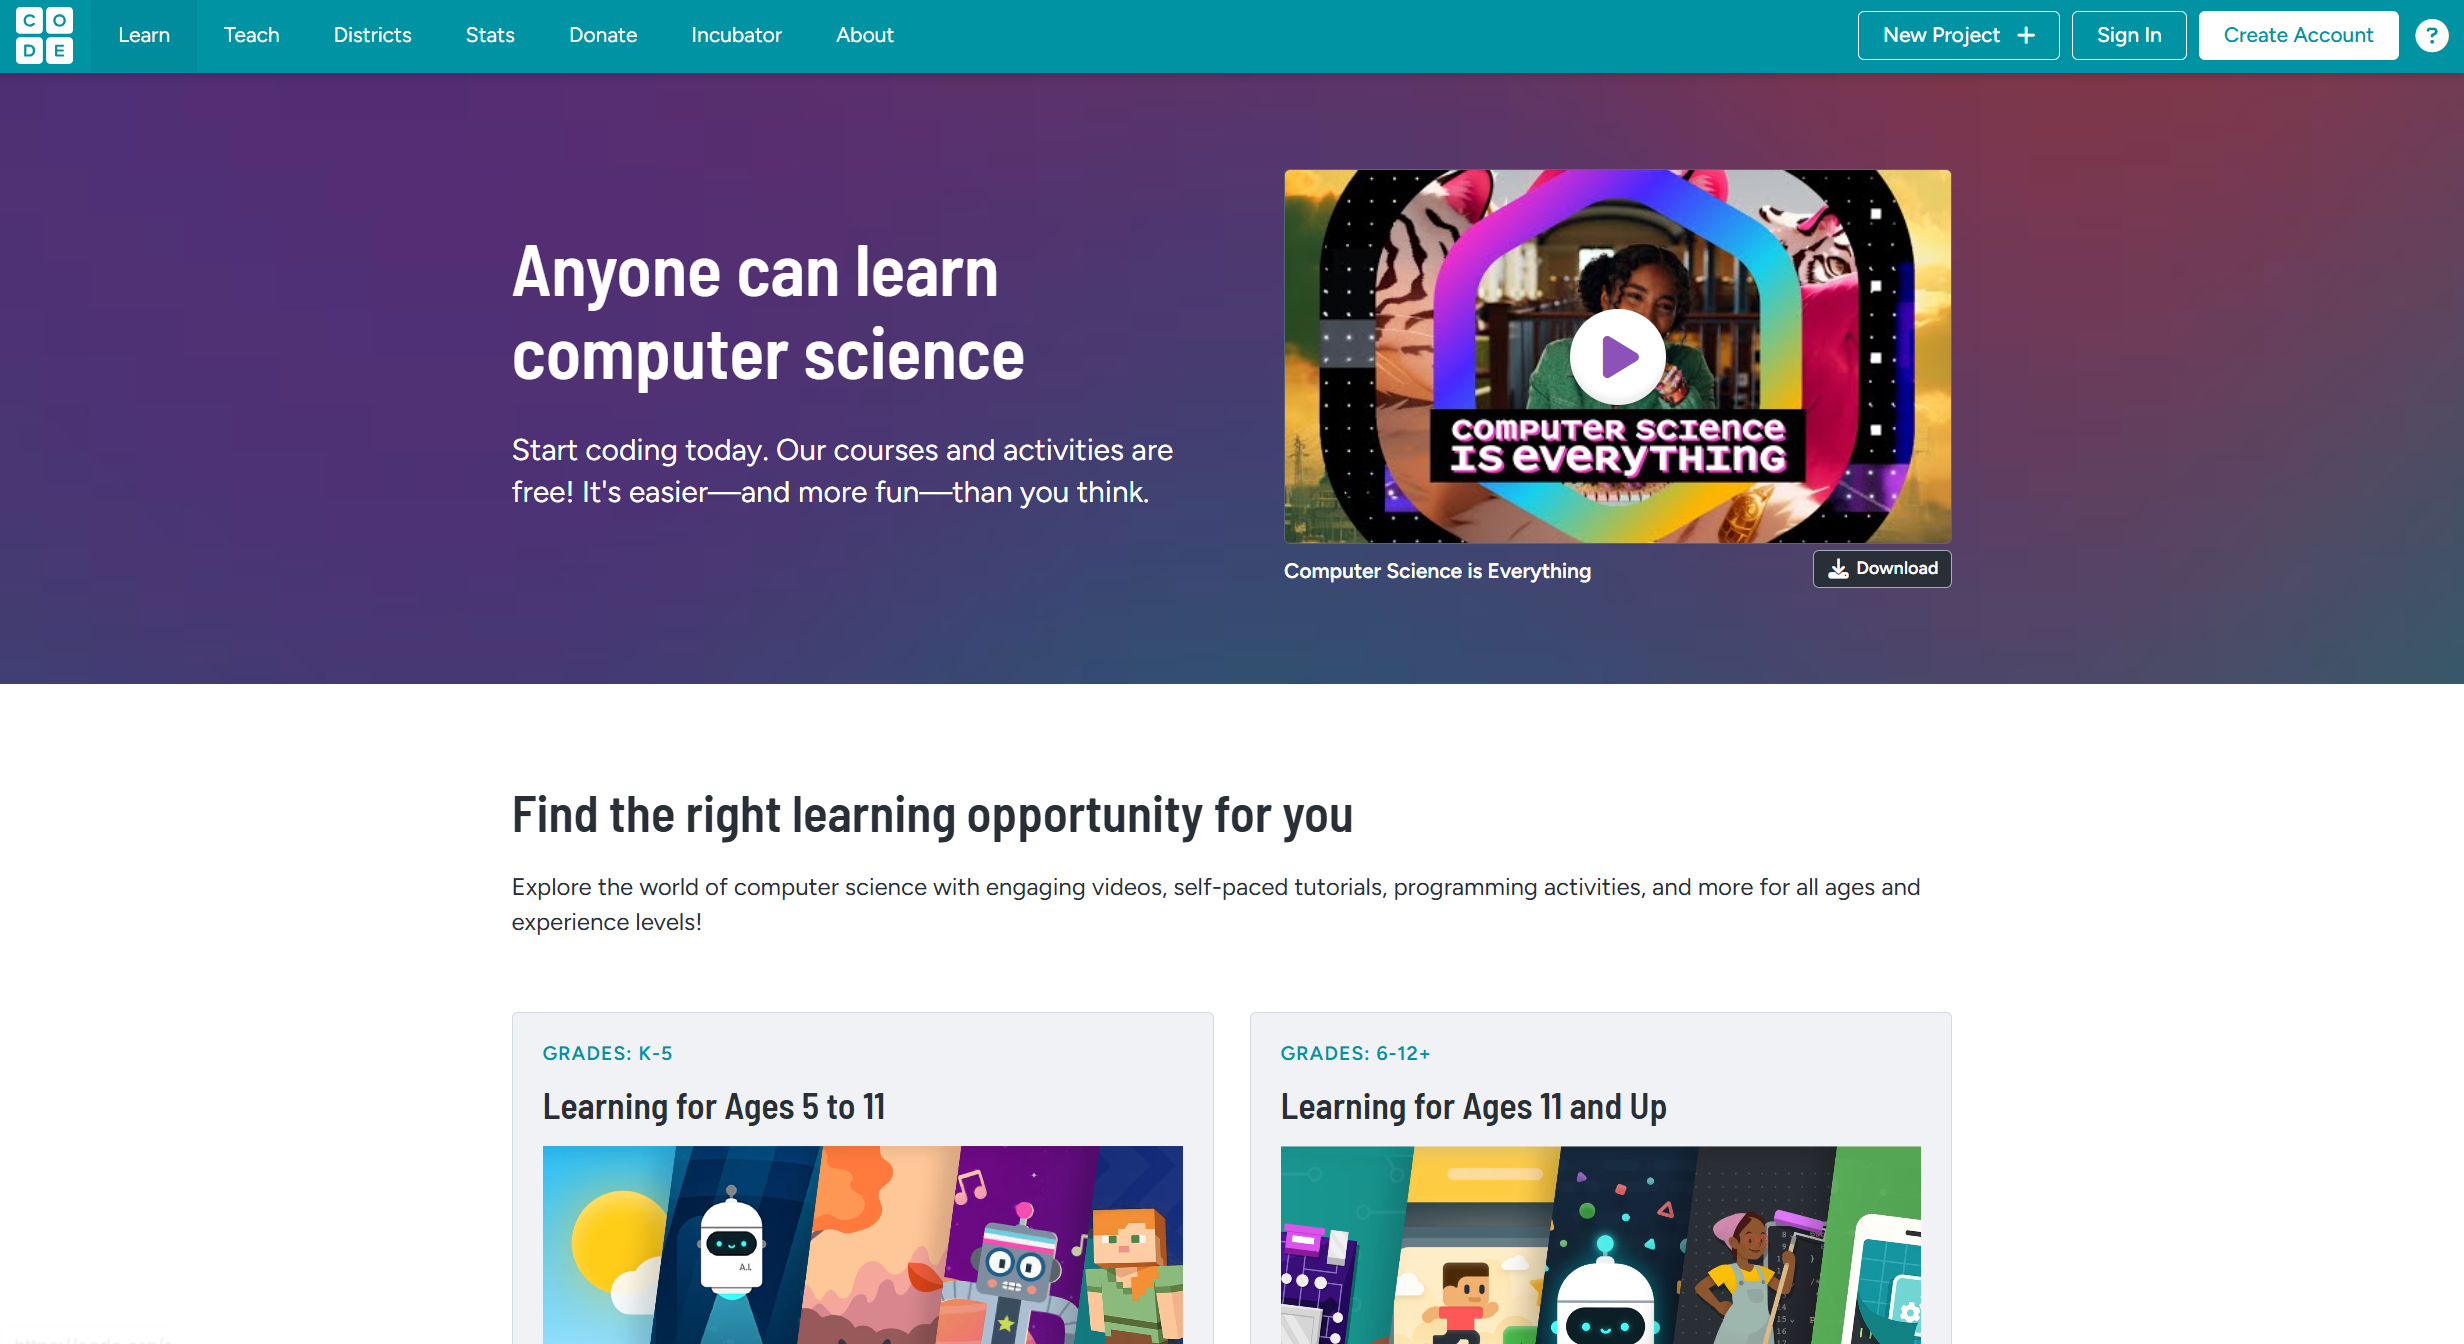 C O
D E
Learn
Teach
Districts
Stats
Donate
Incubator
About
New Project +
Sign In
Create Account
?
Anyone can learn
computer science
Start coding today. Our courses and activities are
free! It's easier—and more fun—than you think.
COMPUTER SCIENCE
IS EVERYTHING
Computer Science is Everything
Download
Find the right learning opportunity for you
Explore the world of computer science with engaging videos, self-paced tutorials, programming activities, and more for all ages and
experience levels!
GRADES: K-5
Learning for Ages 5 to 11
A.I.
GRADES: 6-12+
Learning for Ages 11 and Up